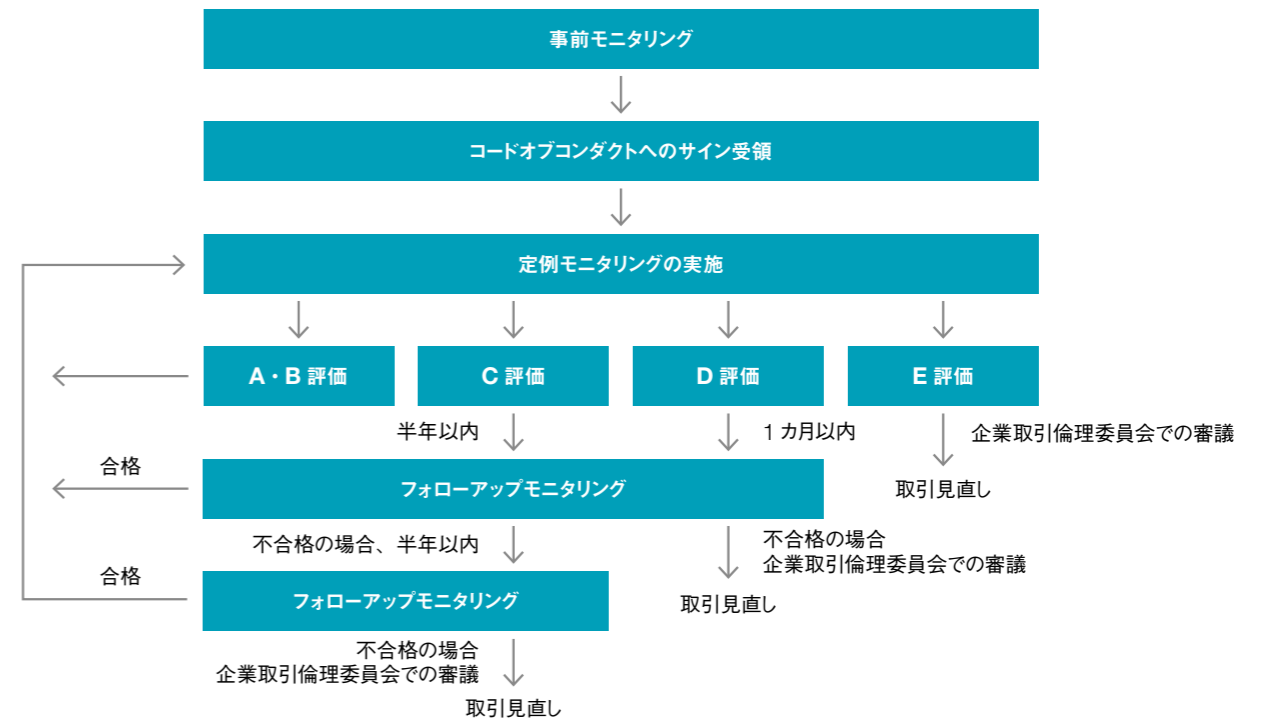 事前モニタリング
コードオブコンダクトへのサイン受領
定例モニタリングの実施
A・B 評価
C 評価
D 評価
E 評価
半年以内
1 カ月以内
企業取引倫理委員会での審議
合格
フォローアップモニタリング
取引見直し
不合格の場合、半年以内
不合格の場合
企業取引倫理委員会での審議
合格
フォローアップモニタリング
取引見直し
不合格の場合
企業取引倫理委員会での審議
取引見直し